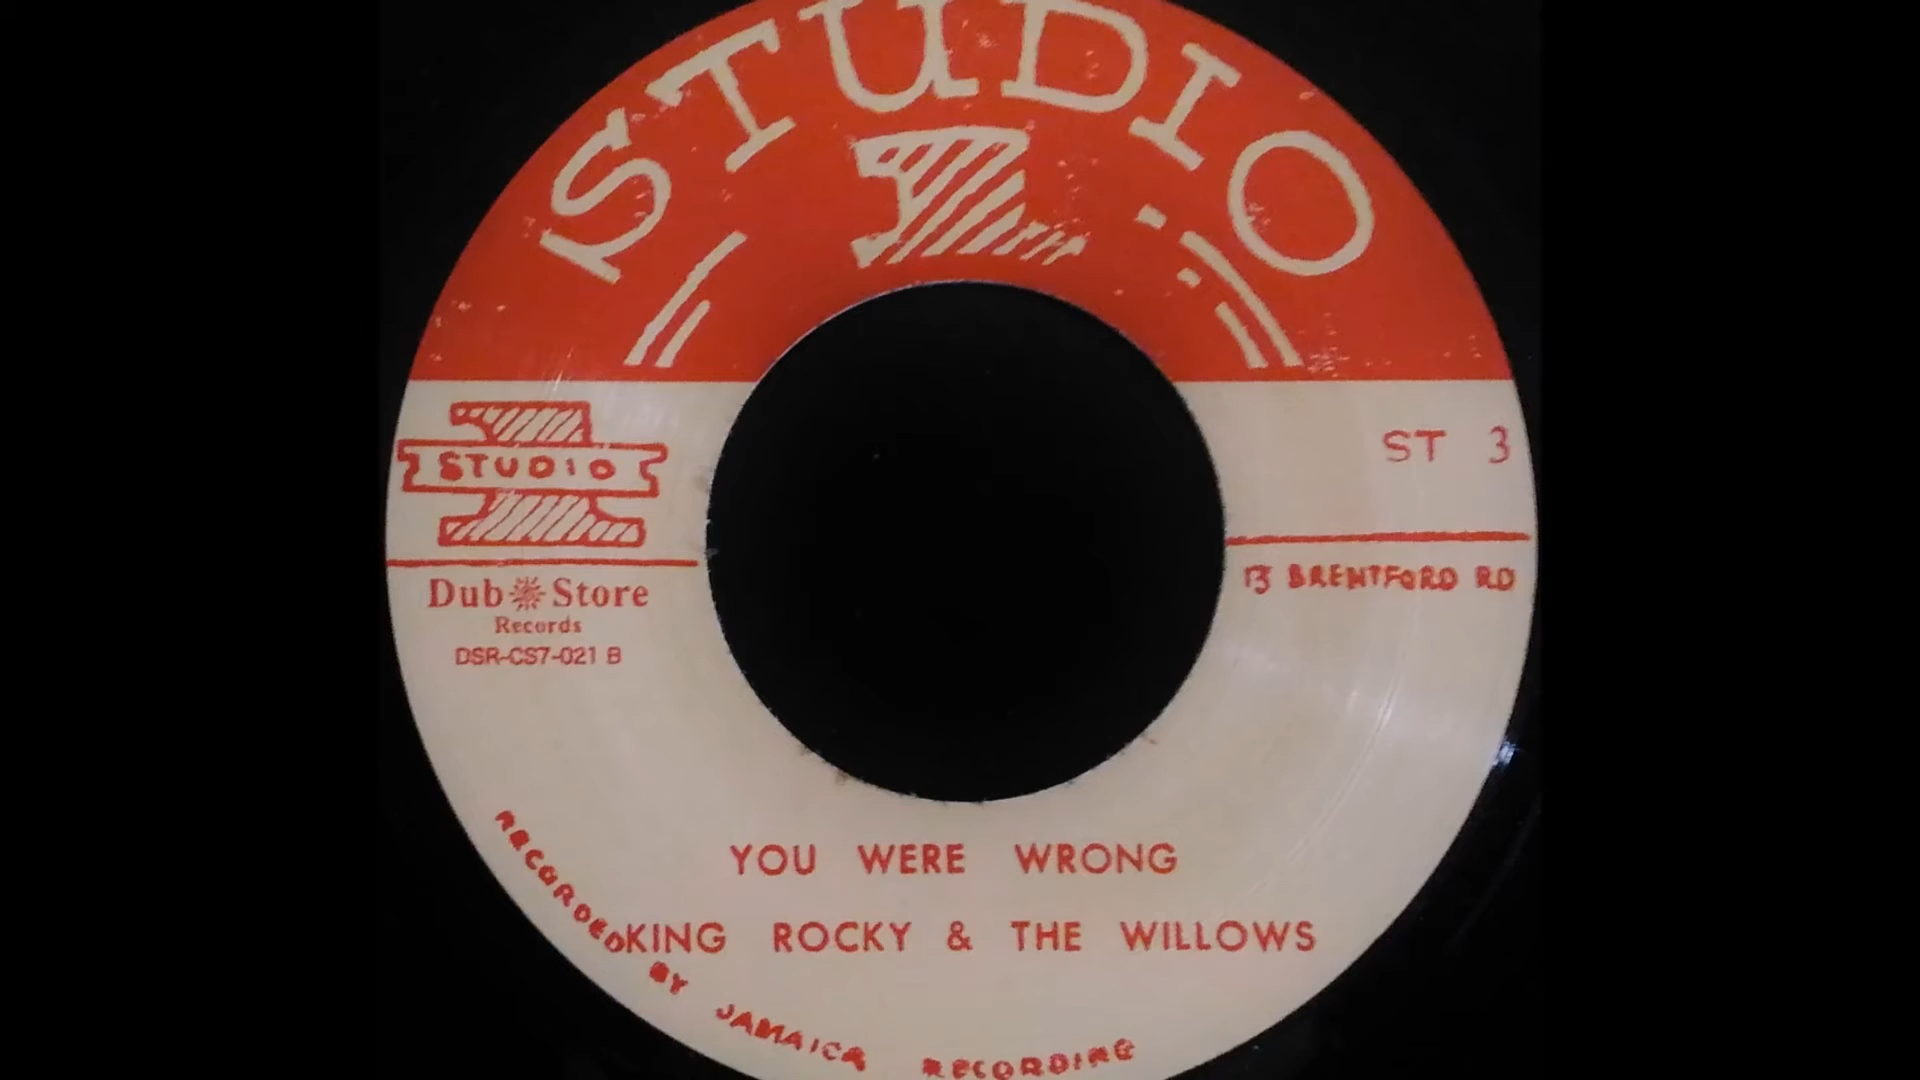 STUDIO
1
STUDIO
ST 3
13 BRENTFORD RD
Dub Store
Records
DSR-CS7-021 B
YOU WERE WRONG
KING ROCKY & THE WILLOWS
RECORDED BY JAMAICA RECORDING